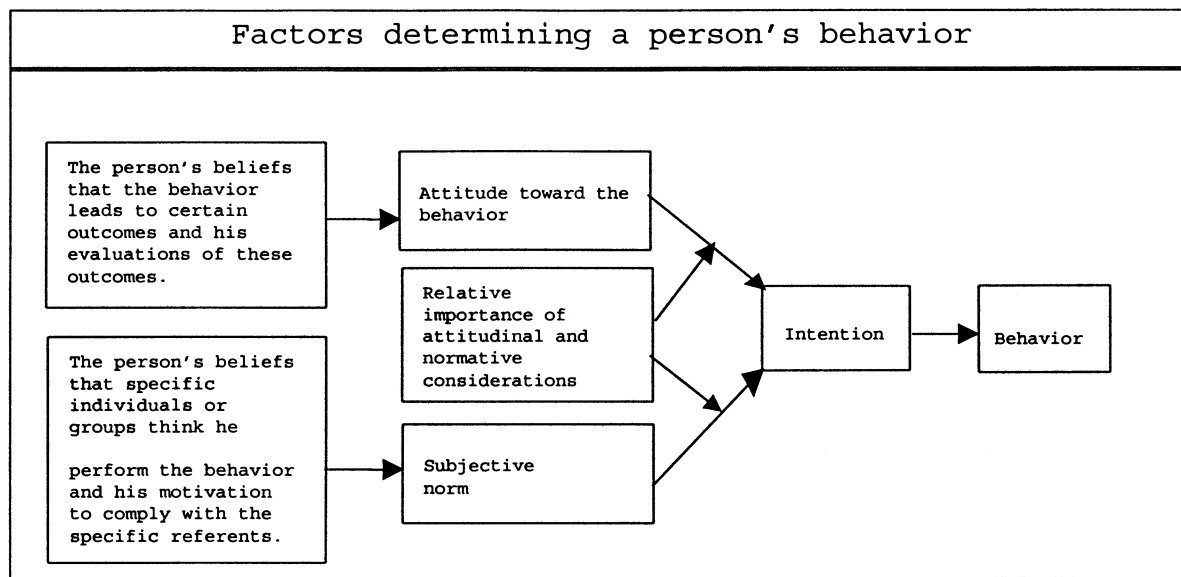 Factors determining a person's behavior
The person's beliefs
that the behavior
leads to certain
outcomes and his
evaluations of these
outcomes.
Attitude toward the
behavior
Relative
importance of
attitudinal and
normative
considerations
Intention
Behavior
The person's beliefs
that specific
individuals or
groups think he
perform the behavior
and his motivation
to comply with the
specific referents.
Subjective
norm